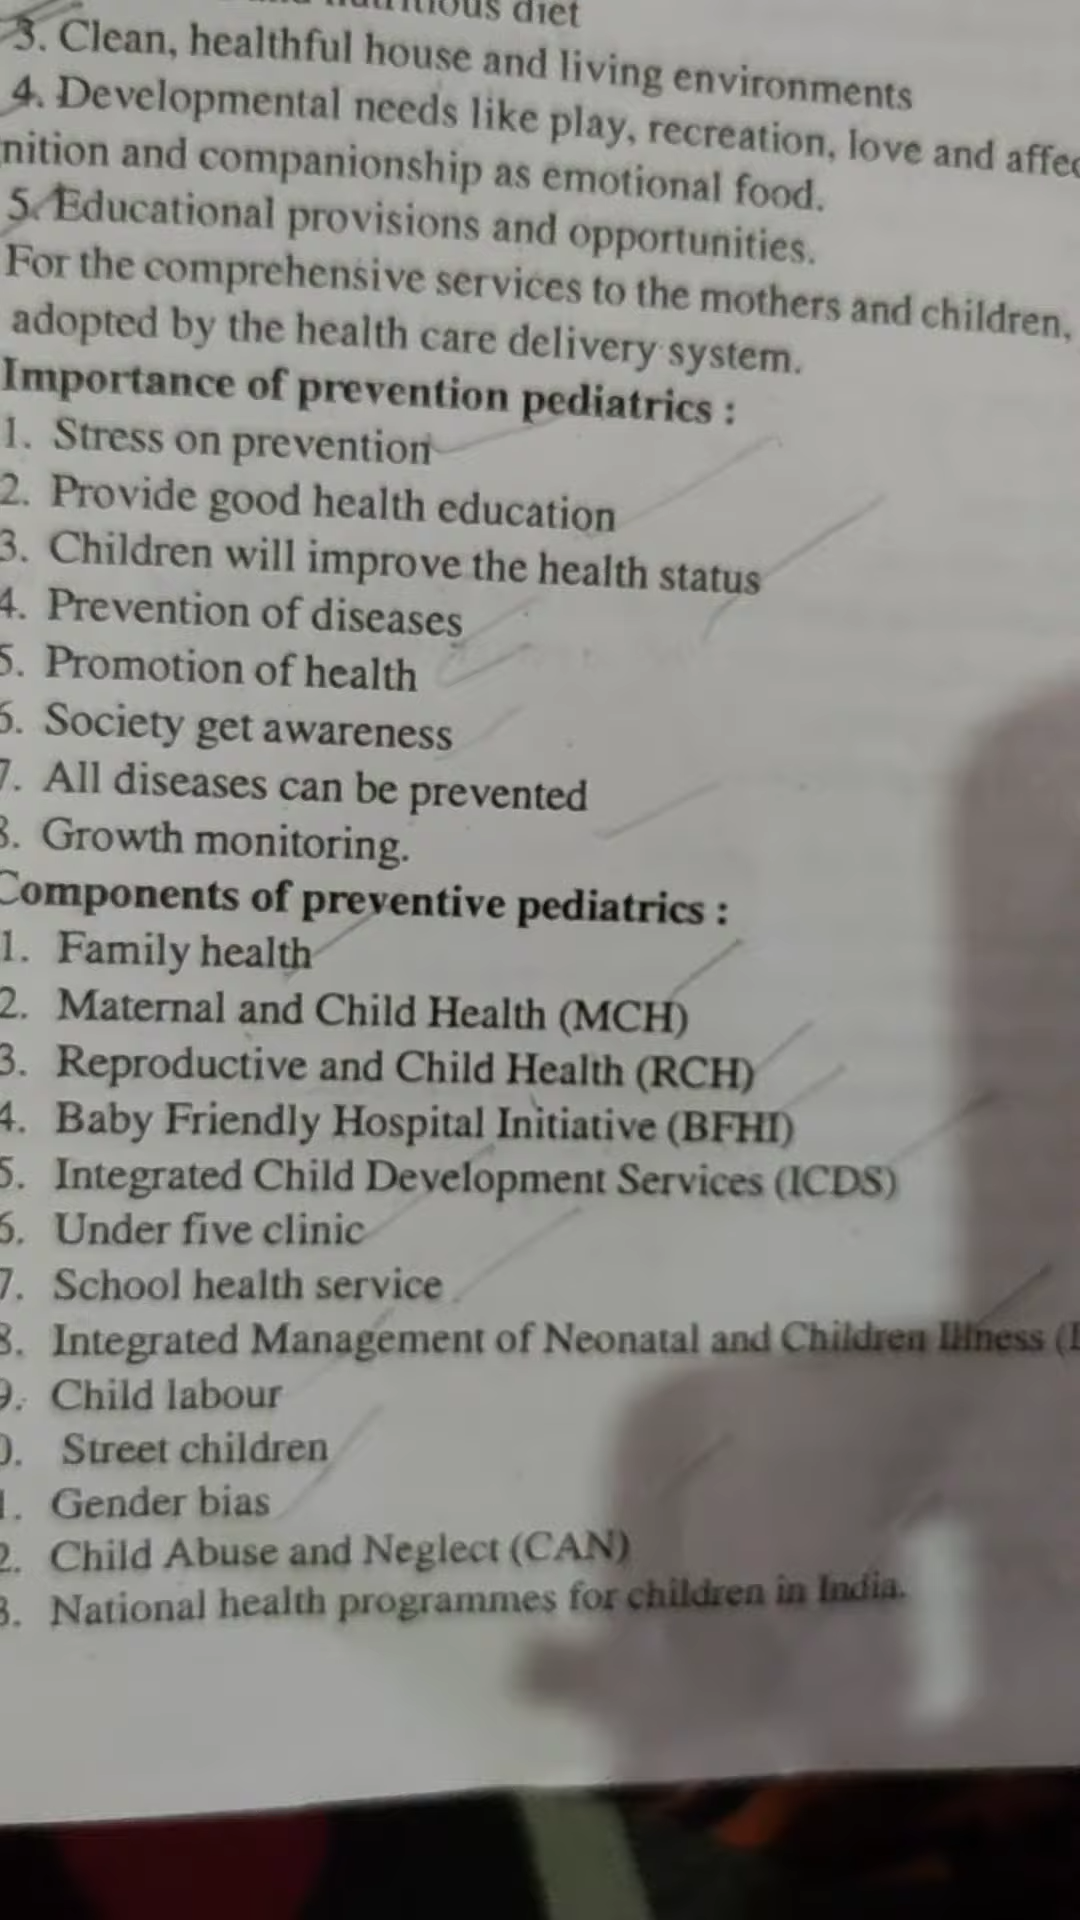 nutritious diet
3. Clean, healthful house and living environments
4. Developmental needs like play, recreation, love and affec
nition and companionship as emotional food.
5. Educational provisions and opportunities.
For the comprehensive services to the mothers and children,
adopted by the health care delivery system.
Importance of prevention pediatrics :
1. Stress on prevention
2. Provide good health education
3. Children will improve the health status
4. Prevention of diseases
5. Promotion of health
6. Society get awareness
7. All diseases can be prevented
8. Growth monitoring.
Components of preventive pediatrics :
1. Family health
2. Maternal and Child Health (MCH)
3. Reproductive and Child Health (RCH)
4. Baby Friendly Hospital Initiative (BFHI)
5. Integrated Child Development Services (ICDS)
6. Under five clinic
7. School health service
8. Integrated Management of Neonatal and Children Illness (I
9. Child labour
0. Street children
1. Gender bias
2. Child Abuse and Neglect (CAN)
3. National health programmes for children in India.